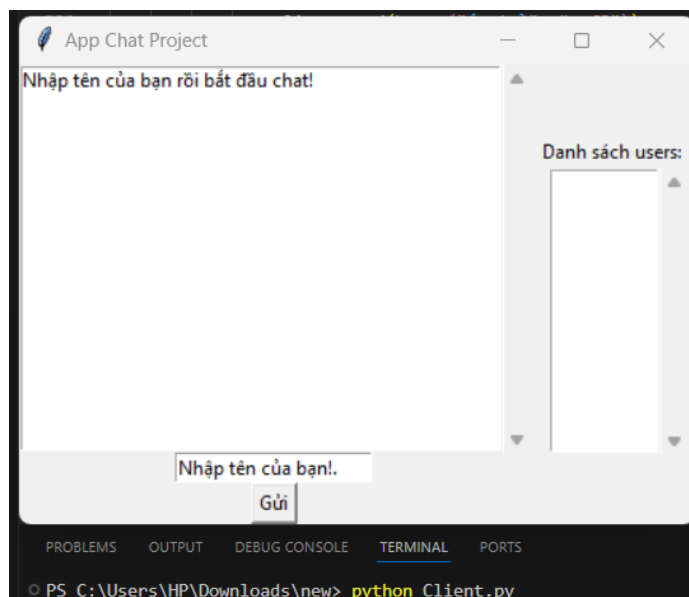 App Chat Project
Nhập tên của bạn rồi bắt đầu chat!
Danh sách users:
Nhập tên của bạn!.
Gửi
PROBLEMS OUTPUT DEBUG CONSOLE TERMINAL PORTS
PS C:\Users\HP\Downloads\new> python Client.py